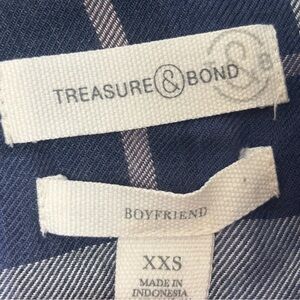 TREASURE & BOND
BOYFRIEND
XXS
MADE IN
INDONESIA